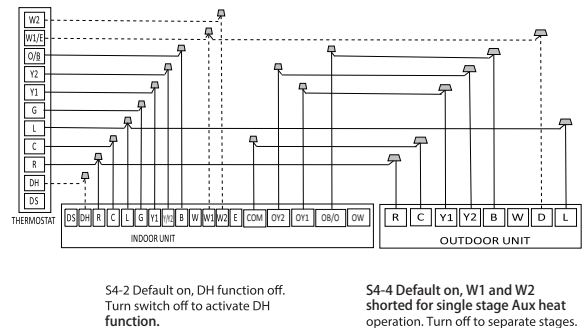 W2
W1/E
O/B
Y2
Y1
G
L
C
R
DH
DS
THERMOSTAT
DS DH R C L G Y1 Y/Y2 B W W1 W2 E COM OY2 OY1 OB/O OW
INDOOR UNIT
R C Y1 Y2 B W D L
OUTDOOR UNIT
S4-2 Default on, DH function off.
Turn switch off to activate DH
function.
S4-4 Default on, W1 and W2
shorted for single stage Aux heat
operation. Turn off to separate stages.